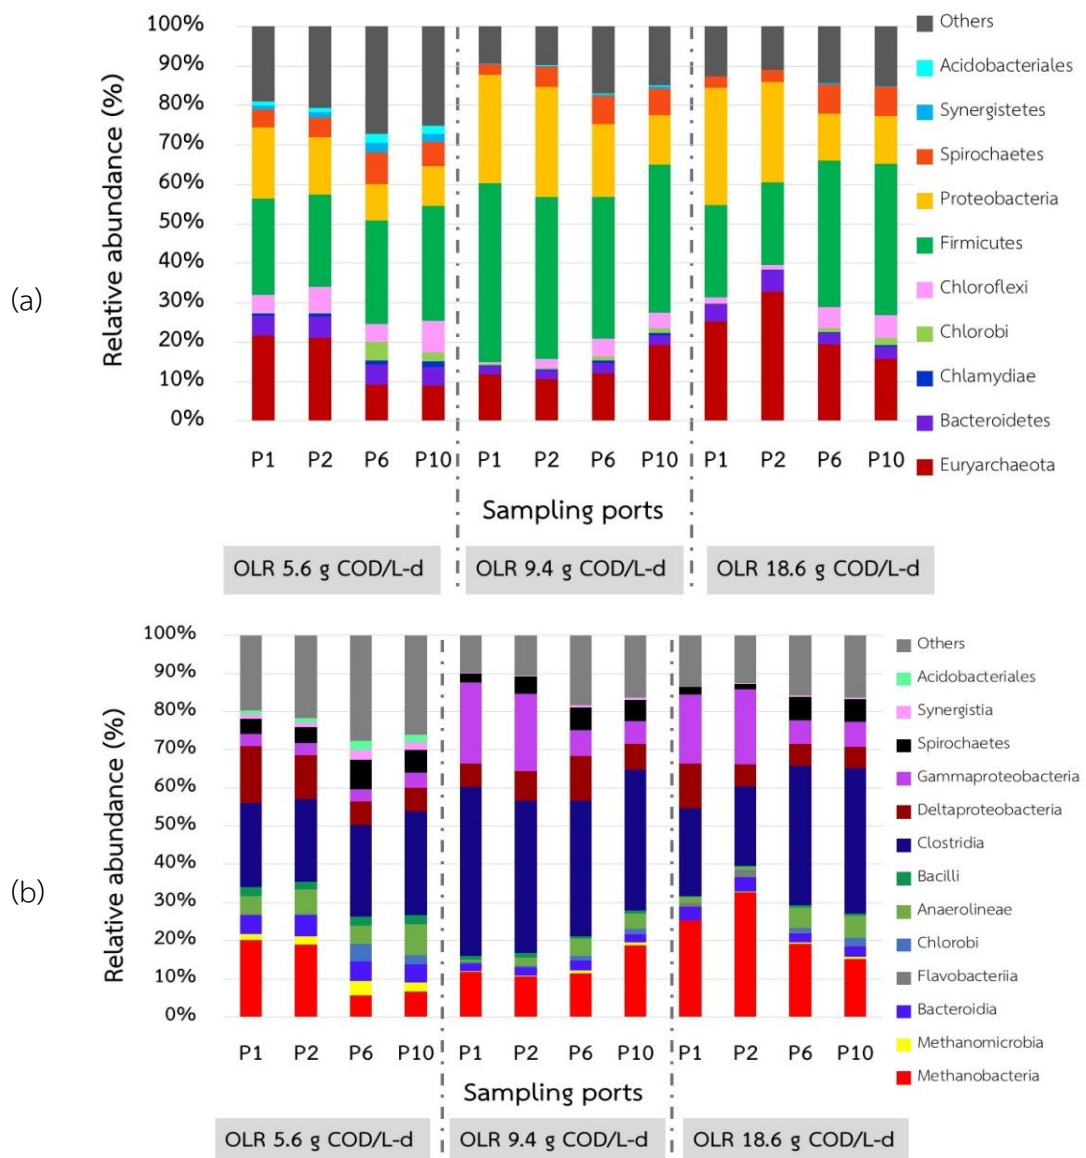 (a)
Relative abundance (%)
100%
90%
80%
70%
60%
50%
40%
30%
20%
10%
0%
P1 P2 P6 P10 P1 P2 P6 P10 P1 P2 P6 P10
Sampling ports
OLR 5.6 g COD/L-d OLR 9.4 g COD/L-d OLR 18.6 g COD/L-d
Others
Acidobacteriales
Synergistetes
Spirochaetes
Proteobacteria
Firmicutes
Chloroflexi
Chlorobi
Chlamydiae
Bacteroidetes
Euryarchaeota
(b)
Relative abundance (%)
100%
90%
80%
70%
60%
50%
40%
30%
20%
10%
0%
P1 P2 P6 P10 P1 P2 P6 P10 P1 P2 P6 P10
Sampling ports
OLR 5.6 g COD/L-d OLR 9.4 g COD/L-d OLR 18.6 g COD/L-d
Others
Acidobacteriales
Synergistia
Spirochaetes
Gammaproteobacteria
Deltaproteobacteria
Clostridia
Bacilli
Anaerolineae
Chlorobi
Flavobacteriia
Bacteroidia
Methanomicrobia
Methanobacteria